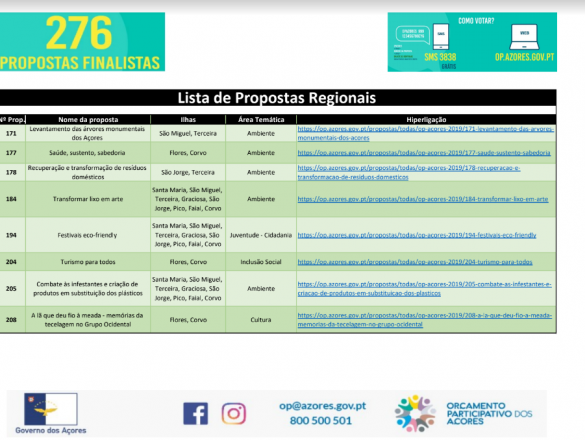 276
PROPOSTAS FINALISTAS
COMO VOTAR?
SMS 3838
GRÁTIS
OP.AZORES.GOV.PT
Lista de Propostas Regionais
Nº Prop. Nome da proposta Ilhas Área Temática Hiperligação
171 Levantamento das árvores monumentais dos Açores São Miguel, Terceira Ambiente https://op.azores.gov.pt/propostas/todas/op-acores-2019/171-levantamento-das-arvores-monumentais-dos-acores
177 Saúde, sustento, sabedoria Flores, Corvo Ambiente https://op.azores.gov.pt/propostas/todas/op-acores-2019/177-saude-sustento-sabedoria
178 Recuperação e transformação de resíduos domésticos São Jorge, Terceira Ambiente https://op.azores.gov.pt/propostas/todas/op-acores-2019/178-recuperacao-e-transformacao-de-residuos-domesticos
184 Transformar lixo em arte Santa Maria, São Miguel, Terceira, Graciosa, São Jorge, Pico, Faial, Corvo Ambiente https://op.azores.gov.pt/propostas/todas/op-acores-2019/184-transformar-lixo-em-arte
194 Festivais eco-friendly Santa Maria, São Miguel, Terceira, Graciosa, São Jorge, Pico, Faial, Corvo Juventude - Cidadania https://op.azores.gov.pt/propostas/todas/op-acores-2019/194-festivais-eco-friendly
204 Turismo para todos Flores, Corvo Inclusão Social https://op.azores.gov.pt/propostas/todas/op-acores-2019/204-turismo-para-todos
205 Combate às infestantes e criação de produtos em substituição dos plásticos Santa Maria, São Miguel, Terceira, Graciosa, São Jorge, Pico, Faial, Corvo Ambiente https://op.azores.gov.pt/propostas/todas/op-acores-2019/205-combate-as-infestantes-e-criacao-de-produtos-em-substituicao-dos-plasticos
208 A lã que deu fio à meada - memórias da tecelagem no Grupo Ocidental Flores, Corvo Cultura https://op.azores.gov.pt/propostas/todas/op-acores-2019/208-a-la-que-deu-fio-a-meada-memorias-da-tecelagem-no-grupo-ocidental
Governo dos Açores
op@azores.gov.pt
800 500 501
ORÇAMENTO
PARTICIPATIVO DOS
AÇORES